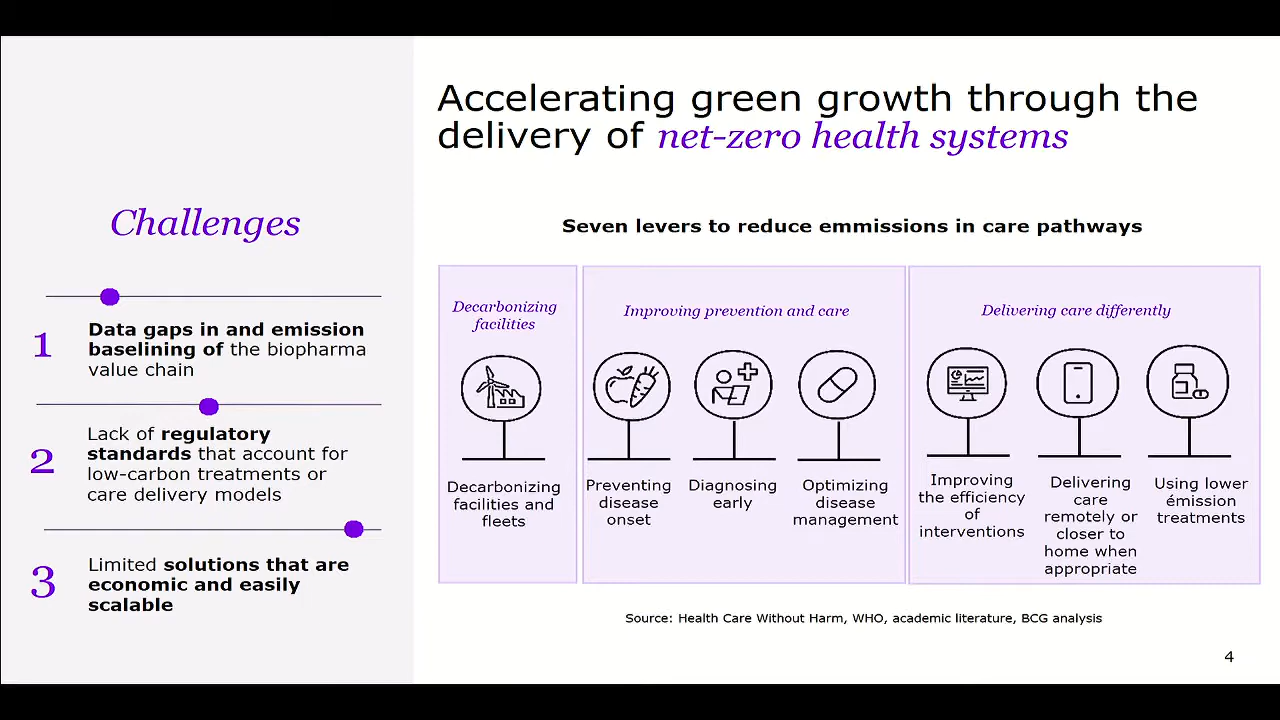 Accelerating green growth through the
delivery of net-zero health systems
Challenges
1
Data gaps in and emission
baselining of the biopharma
value chain
2
Lack of regulatory
standards that account for
low-carbon treatments or
care delivery models
3
Limited solutions that are
economic and easily
scalable
Seven levers to reduce emmissions in care pathways
Decarbonizing
facilities
Decarbonizing
facilities and
fleets
Improving prevention and care
Preventing
disease
onset
Diagnosing
early
Optimizing
disease
management
Delivering care differently
Improving
the efficiency
of
interventions
Delivering
care
remotely or
closer to
home when
appropriate
Using lower
émission
treatments
Source: Health Care Without Harm, WHO, academic literature, BCG analysis
4